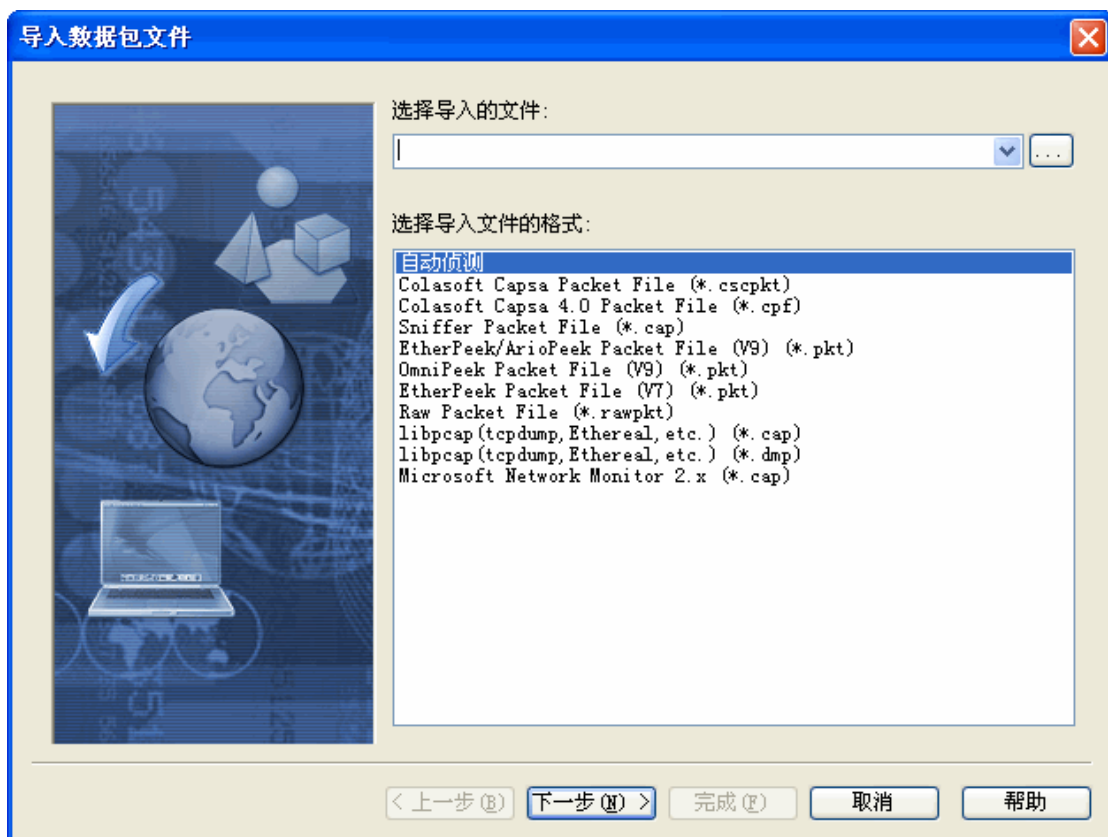 导入数据包文件
选择导入的文件:
...
选择导入文件的格式:
自动侦测
Colasoft Capsa Packet File (*.cscpkt)
Colasoft Capsa 4.0 Packet File (*.cpf)
Sniffer Packet File (*.cap)
EtherPeek/ArioPeek Packet File (V9) (*.pkt)
OmniPeek Packet File (V9) (*.pkt)
EtherPeek Packet File (V7) (*.pkt)
Raw Packet File (*.rawpkt)
libpcap(tcpdump,Ethereal,etc.) (*.cap)
libpcap(tcpdump,Ethereal,etc.) (*.dmp)
Microsoft Network Monitor 2.x (*.cap)
< 上一步(B) 下一步(N) > 完成(F) 取消 帮助